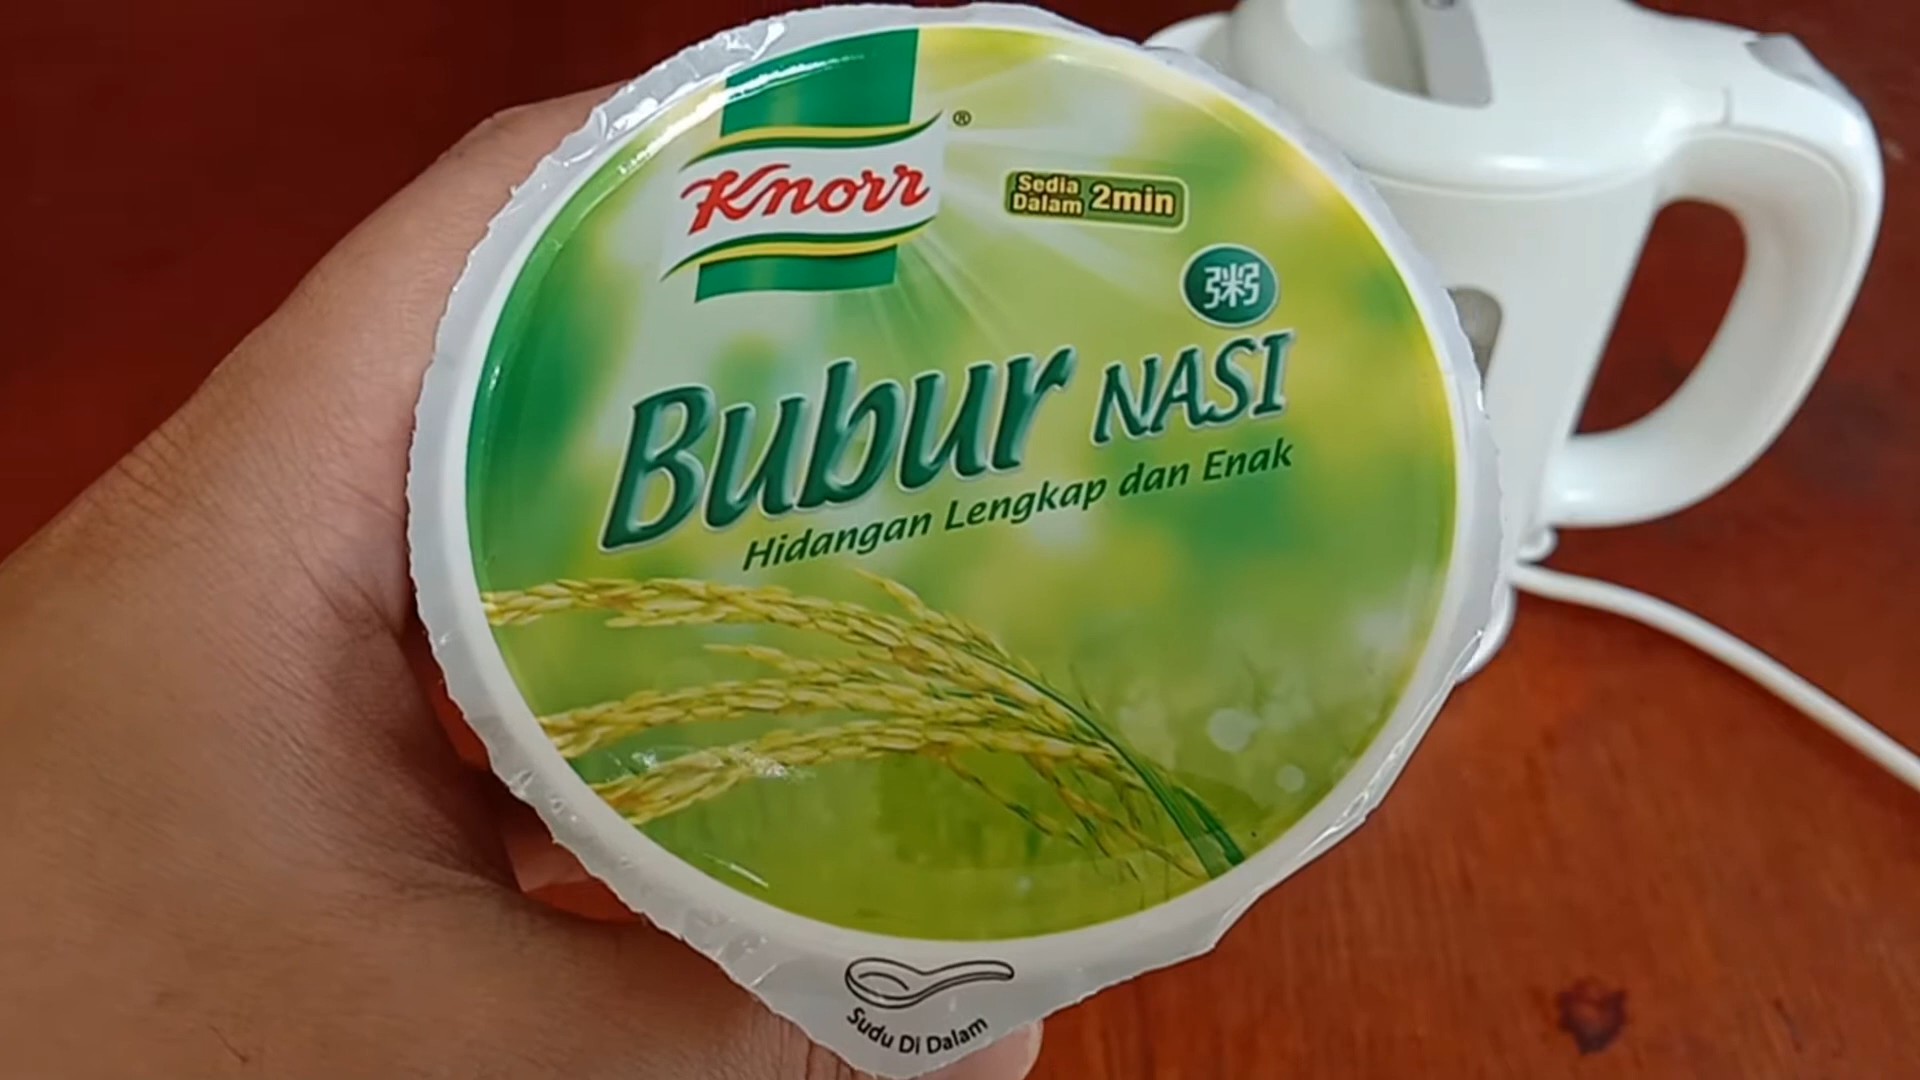 Knorr®
Sedia
Dalam 2min
粥
Bubur NASI
Hidangan Lengkap dan Enak
Sudu Di Dalam